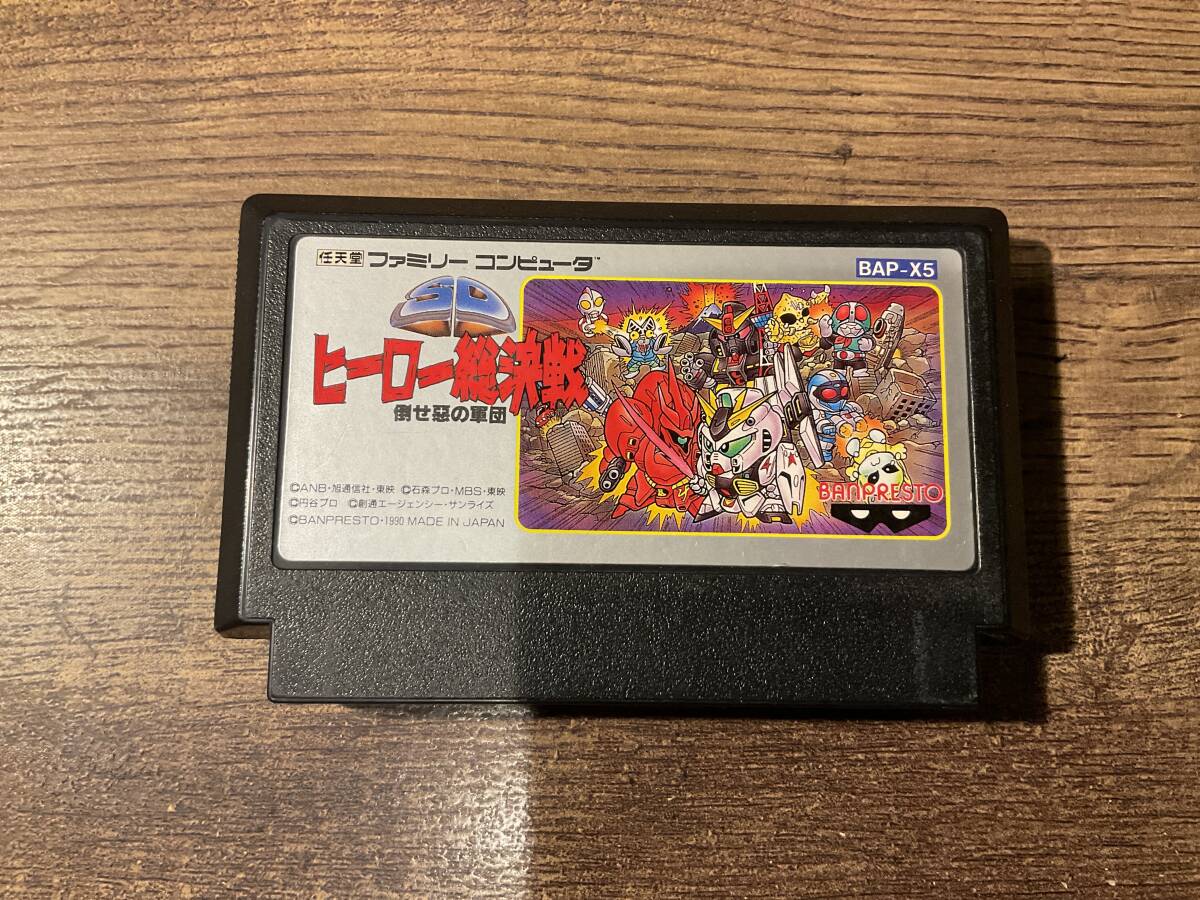 任天堂 ファミリー コンピュータ™
BAP-X5
SD
ヒーロー総決戦
倒せ悪の軍団
©ANB・旭通信社・東映 ©石森プロ・MBS・東映
©円谷プロ ©創通エージェンシー・サンライズ
©BANPRESTO・1990 MADE IN JAPAN
BANPRESTO